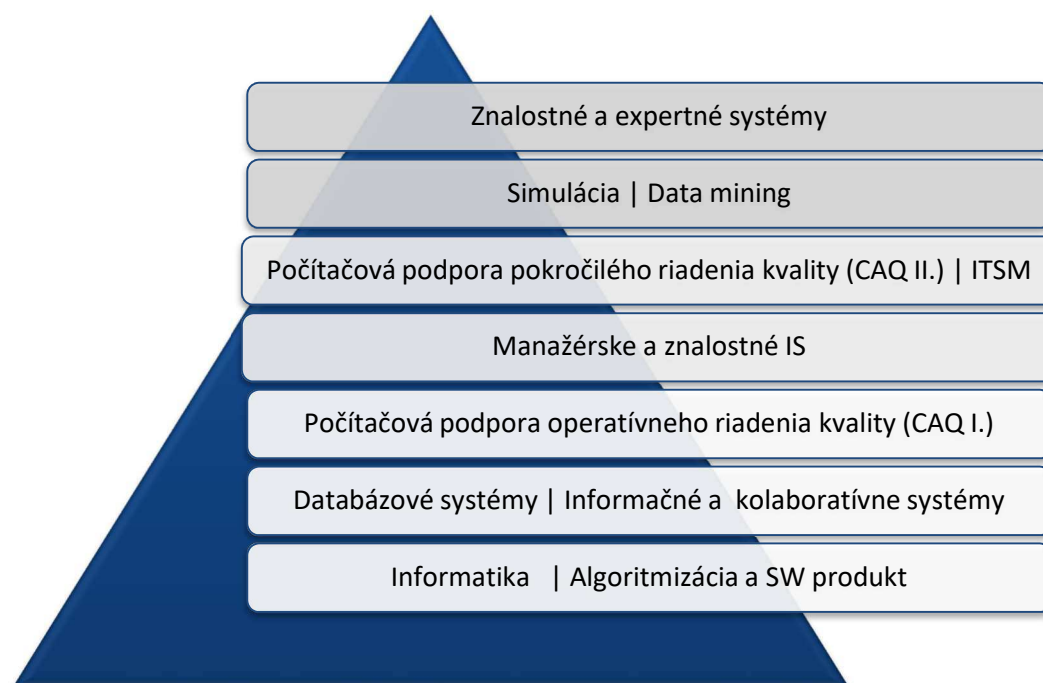 Znalostné a expertné systémy
Simulácia | Data mining
Počítačová podpora pokročilého riadenia kvality (CAQ II.) | ITSM
Manažérske a znalostné IS
Počítačová podpora operatívneho riadenia kvality (CAQ I.)
Databázové systémy | Informačné a kolaboratívne systémy
Informatika | Algoritmizácia a SW produkt